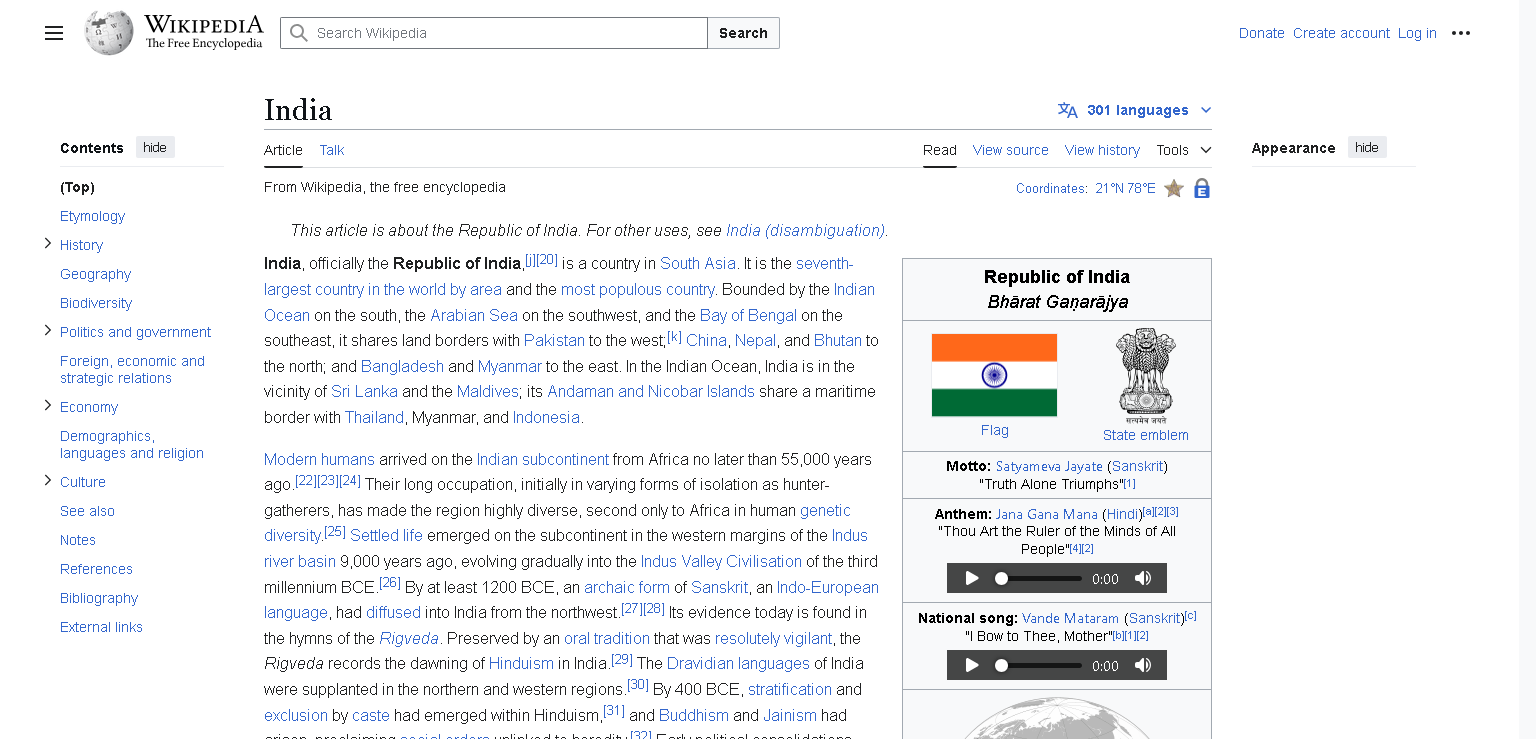 WIKIPEDIA
The Free Encyclopedia
Search Wikipedia
Search
Donate Create account Log in
India
301 languages
Contents hide
(Top)
Etymology
History
Geography
Biodiversity
Politics and government
Foreign, economic and
strategic relations
Economy
Demographics,
languages and religion
Culture
See also
Notes
References
Bibliography
External links
Article Talk
Read View source View history Tools
From Wikipedia, the free encyclopedia
Coordinates: 21°N 78°E
This article is about the Republic of India. For other uses, see India (disambiguation).
India, officially the Republic of India,[j][20] is a country in South Asia. It is the seventh-
largest country in the world by area and the most populous country. Bounded by the Indian
Ocean on the south, the Arabian Sea on the southwest, and the Bay of Bengal on the
southeast, it shares land borders with Pakistan to the west;[k] China, Nepal, and Bhutan to
the north; and Bangladesh and Myanmar to the east. In the Indian Ocean, India is in the
vicinity of Sri Lanka and the Maldives; its Andaman and Nicobar Islands share a maritime
border with Thailand, Myanmar, and Indonesia.
Modern humans arrived on the Indian subcontinent from Africa no later than 55,000 years
ago.[22][23][24] Their long occupation, initially in varying forms of isolation as hunter-
gatherers, has made the region highly diverse, second only to Africa in human genetic
diversity.[25] Settled life emerged on the subcontinent in the western margins of the Indus
river basin 9,000 years ago, evolving gradually into the Indus Valley Civilisation of the third
millennium BCE.[26] By at least 1200 BCE, an archaic form of Sanskrit, an Indo-European
language, had diffused into India from the northwest.[27][28] Its evidence today is found in
the hymns of the Rigveda. Preserved by an oral tradition that was resolutely vigilant, the
Rigveda records the dawning of Hinduism in India.[29] The Dravidian languages of India
were supplanted in the northern and western regions.[30] By 400 BCE, stratification and
exclusion by caste had emerged within Hinduism,[31] and Buddhism and Jainism had
arisen, proclaiming social orders unlinked to heredity.[32] Early political consolidations
Republic of India
Bhārat Gaṇarājya
सत्यमेव जयते
Flag
State emblem
Motto: Satyameva Jayate (Sanskrit)
"Truth Alone Triumphs"[1]
Anthem: Jana Gana Mana (Hindi)[a][2][3]
"Thou Art the Ruler of the Minds of All
People"[4][2]
0:00
National song: Vande Mataram (Sanskrit)[c]
"I Bow to Thee, Mother"[b][1][2]
0:00
Appearance hide